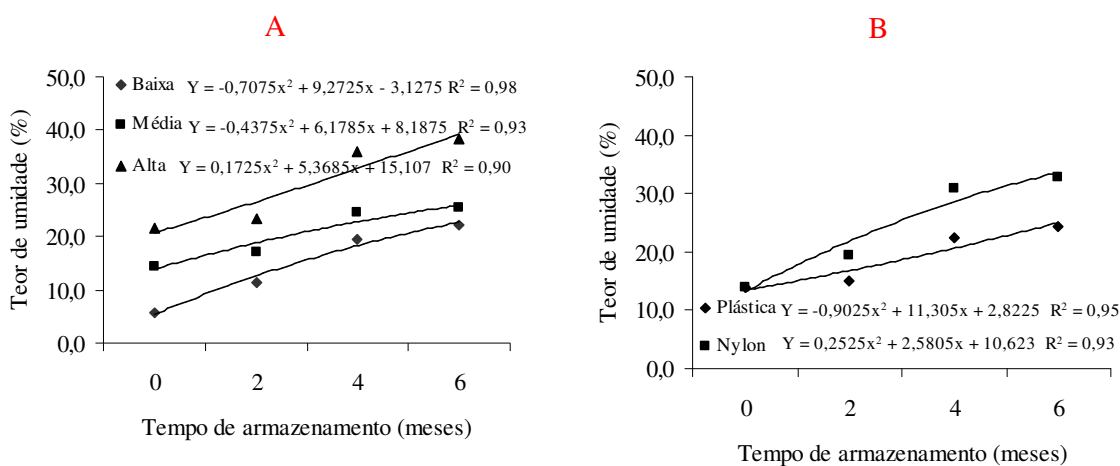 A
50,0
40,0
30,0
20,0
10,0
0,0
Teor de umidade (%)
Baixa Y = -0,7075x² + 9,2725x - 3,1275 R² = 0,98
Média Y = -0,4375x² + 6,1785x + 8,1875 R² = 0,93
Alta Y = 0,1725x² + 5,3685x + 15,107 R² = 0,90
0 2 4 6
Tempo de armazenamento (meses)
B
50,0
40,0
30,0
20,0
10,0
0,0
Teor de umidade (%)
Plástica Y = -0,9025x² + 11,305x + 2,8225 R² = 0,95
Nylon Y = 0,2525x² + 2,5805x + 10,623 R² = 0,93
0 2 4 6
Tempo de armazenamento (meses)